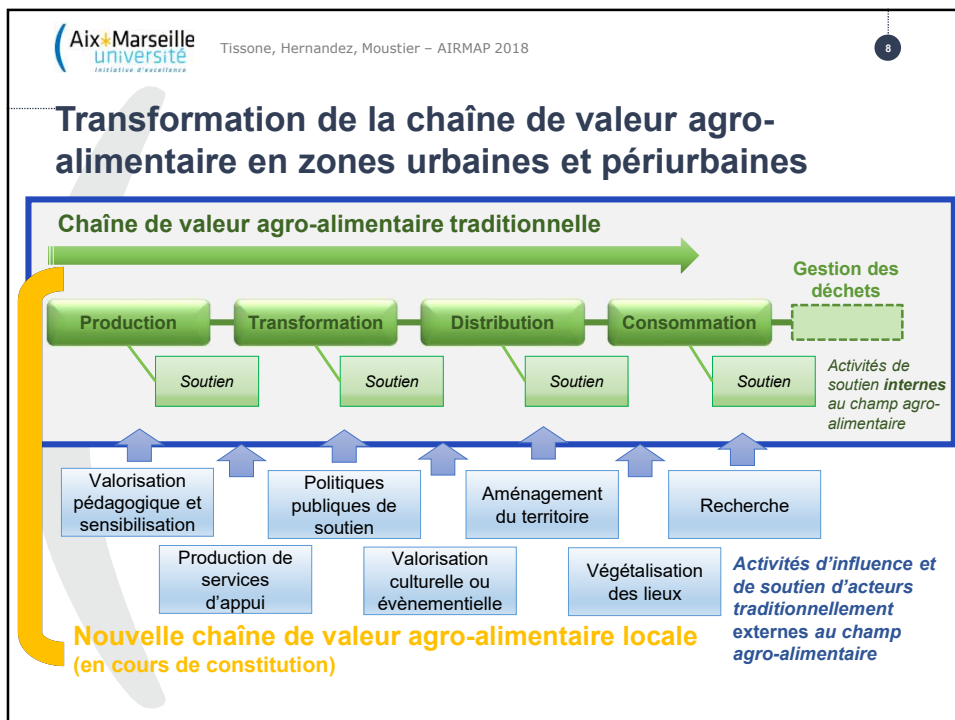 Aix*Marseille
université
Initiative d'excellence
Tissone, Hernandez, Moustier – AIRMAP 2018
8
Transformation de la chaîne de valeur agro-
alimentaire en zones urbaines et périurbaines
Chaîne de valeur agro-alimentaire traditionnelle
Gestion des
déchets
Production
Transformation
Distribution
Consommation
Soutien
Soutien
Soutien
Soutien
Activités de
soutien internes
au champ agro-
alimentaire
Valorisation
pédagogique et
sensibilisation
Politiques
publiques de
soutien
Aménagement
du territoire
Recherche
Production de
services
d'appui
Valorisation
culturelle ou
évènementielle
Végétalisation
des lieux
Activités d'influence et
de soutien d'acteurs
traditionnellement
externes au champ
agro-alimentaire
Nouvelle chaîne de valeur agro-alimentaire locale
(en cours de constitution)